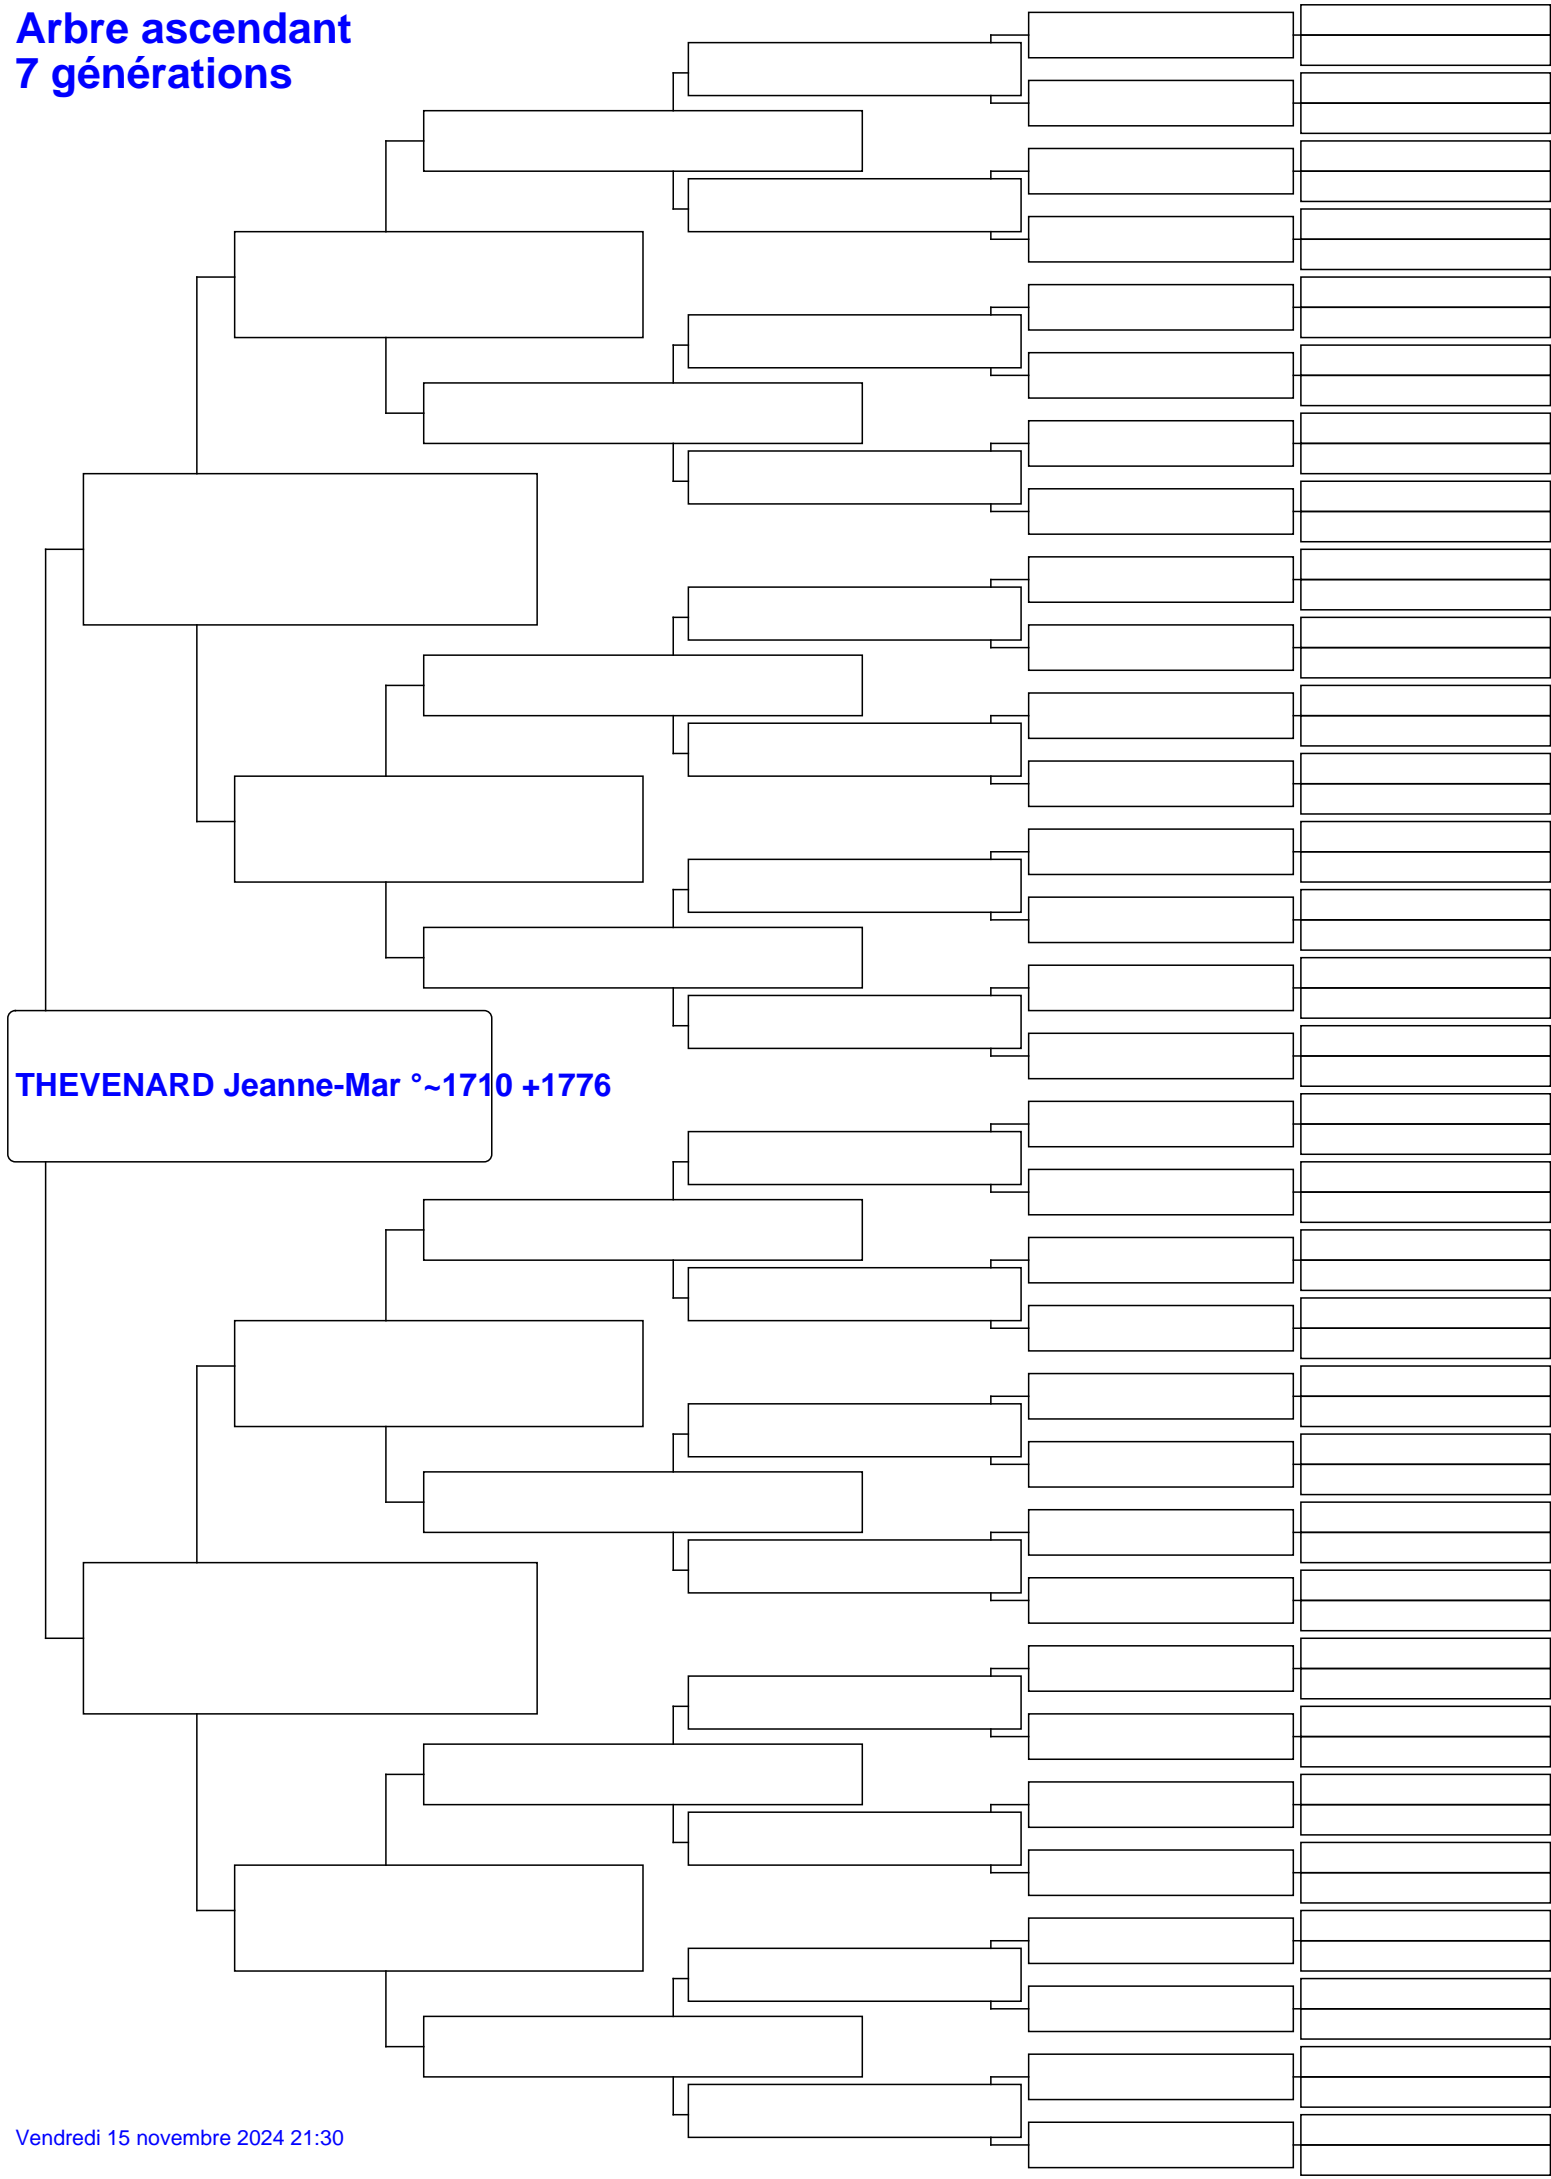 Arbre ascendant
7 générations
THEVENARD Jeanne-Mar °~1710 +1776
Vendredi 15 novembre 2024 21:30